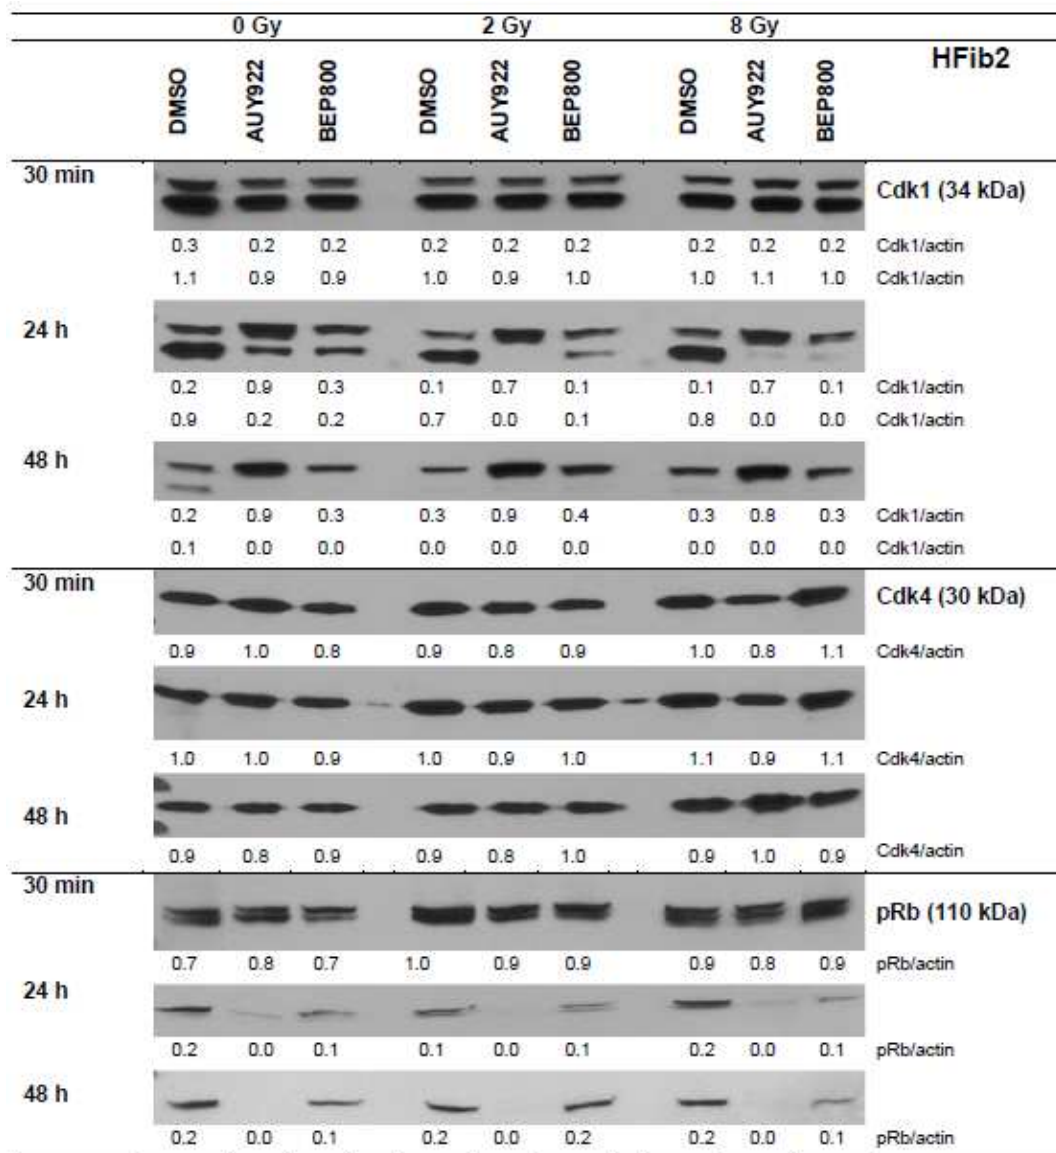 0 Gy 2 Gy 8 Gy
HFib2
DMSO AUY922 BEP800 DMSO AUY922 BEP800 DMSO AUY922 BEP800
30 min
Cdk1 (34 kDa)
0.3 0.2 0.2 0.2 0.2 0.2 0.2 0.2 0.2 Cdk1/actin
1.1 0.9 0.9 1.0 0.9 1.0 1.0 1.1 1.0 Cdk1/actin
24 h
0.2 0.9 0.3 0.1 0.7 0.1 0.1 0.7 0.1 Cdk1/actin
0.9 0.2 0.2 0.7 0.0 0.1 0.8 0.0 0.0 Cdk1/actin
48 h
0.2 0.9 0.3 0.3 0.9 0.4 0.3 0.8 0.3 Cdk1/actin
0.1 0.0 0.0 0.0 0.0 0.0 0.0 0.0 0.0 Cdk1/actin
30 min
Cdk4 (30 kDa)
0.9 1.0 0.8 0.9 0.8 0.9 1.0 0.8 1.1 Cdk4/actin
24 h
1.0 1.0 0.9 1.0 0.9 1.0 1.1 0.9 1.1 Cdk4/actin
48 h
0.9 0.8 0.9 0.9 0.8 1.0 0.9 1.0 0.9 Cdk4/actin
30 min
pRb (110 kDa)
0.7 0.8 0.7 1.0 0.9 0.9 0.9 0.8 0.9 pRb/actin
24 h
0.2 0.0 0.1 0.1 0.0 0.1 0.2 0.0 0.1 pRb/actin
48 h
0.2 0.0 0.1 0.2 0.0 0.2 0.2 0.0 0.1 pRb/actin